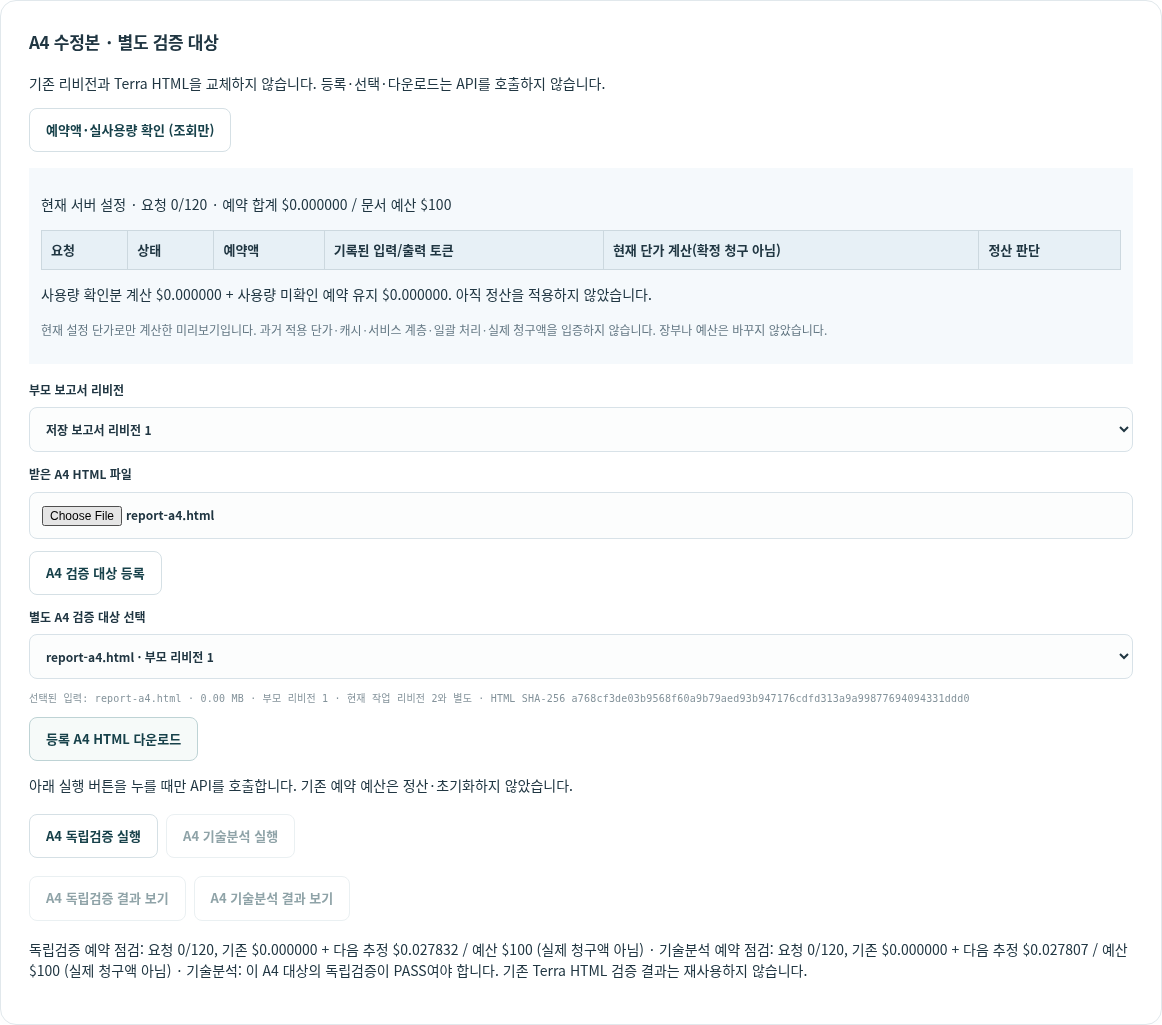 A4 수정본 · 별도 검증 대상
기존 리비전과 Terra HTML을 교체하지 않습니다. 등록·선택·다운로드는 API를 호출하지 않습니다.
예약액·실사용량 확인 (조회만)
현재 서버 설정 · 요청 0/120 · 예약 합계 $0.000000 / 문서 예산 $100
요청 상태 예약액 기록된 입력/출력 토큰 현재 단가 계산(확정 청구 아님) 정산 판단
사용량 확인분 계산 $0.000000 + 사용량 미확인 예약 유지 $0.000000. 아직 정산을 적용하지 않았습니다.
현재 설정 단가로만 계산한 미리보기입니다. 과거 적용 단가·캐시·서비스 계층·일괄 처리·실제 청구액을 입증하지 않습니다. 장부나 예산은 바꾸지 않았습니다.
부모 보고서 리비전
저장 보고서 리비전 1
받은 A4 HTML 파일
Choose File report-a4.html
A4 검증 대상 등록
별도 A4 검증 대상 선택
report-a4.html · 부모 리비전 1
선택된 입력: report-a4.html · 0.00 MB · 부모 리비전 1 · 현재 작업 리비전 2와 별도 · HTML SHA-256 a768cf3de03b9568f60a9b79aed93b947176cdfd313a9a99877694094331ddd0
등록 A4 HTML 다운로드
아래 실행 버튼을 누를 때만 API를 호출합니다. 기존 예약 예산은 정산·초기화하지 않았습니다.
A4 독립검증 실행 A4 기술분석 실행
A4 독립검증 결과 보기 A4 기술분석 결과 보기
독립검증 예약 점검: 요청 0/120, 기존 $0.000000 + 다음 추정 $0.027832 / 예산 $100 (실제 청구액 아님) · 기술분석 예약 점검: 요청 0/120, 기존 $0.000000 + 다음 추정 $0.027807 / 예산
$100 (실제 청구액 아님) · 기술분석: 이 A4 대상의 독립검증이 PASS여야 합니다. 기존 Terra HTML 검증 결과는 재사용하지 않습니다.